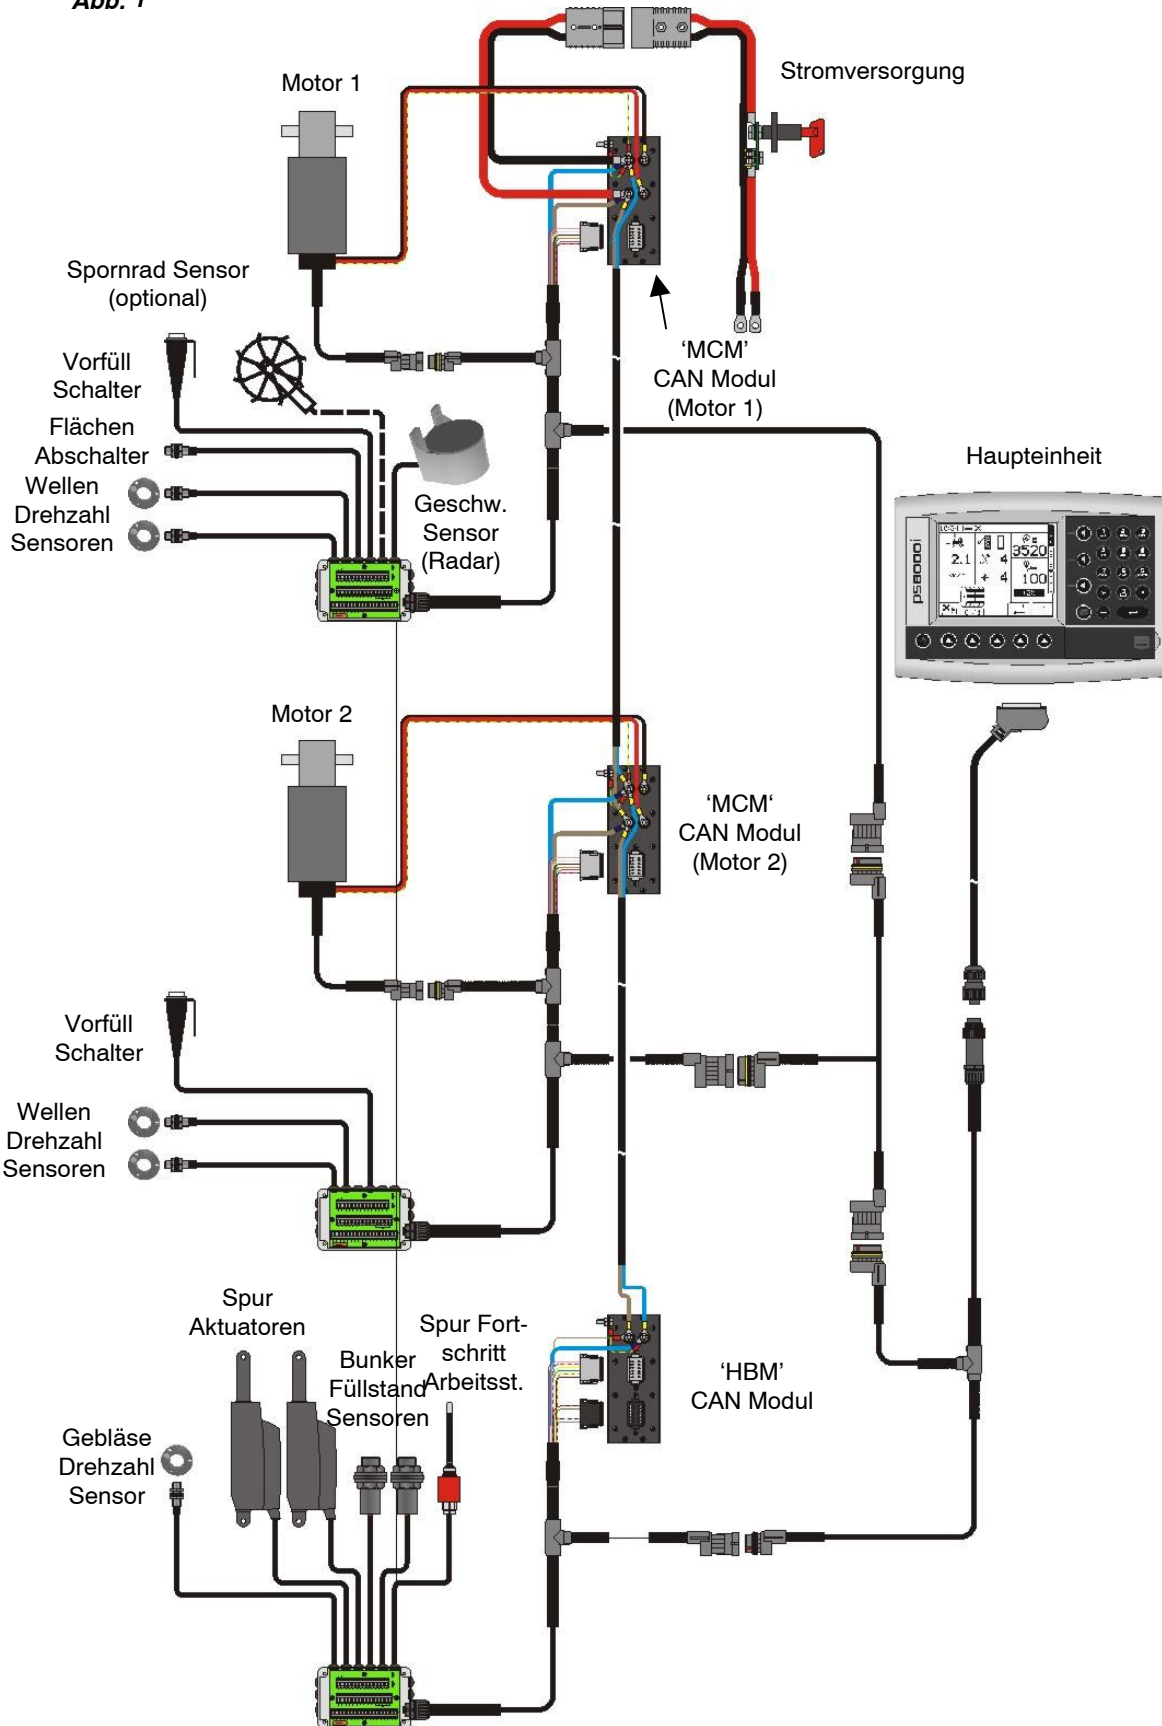 Abb. 1
Motor 1
Stromversorgung
Spornrad Sensor
(optional)
'MCM'
CAN Modul
(Motor 1)
Vorfüll
Schalter
Flächen
Abschalter
Wellen
Drehzahl
Sensoren
Geschw.
Sensor
(Radar)
Haupteinheit
ps8000i
2.1
4
3520
4
100
Motor 2
'MCM'
CAN Modul
(Motor 2)
Vorfüll
Schalter
Wellen
Drehzahl
Sensoren
Spur
Aktuatoren
Bunker
Füllstand
Sensoren
Spur Fort-
schritt
Arbeitsst.
'HBM'
CAN Modul
Gebläse
Drehzahl
Sensor